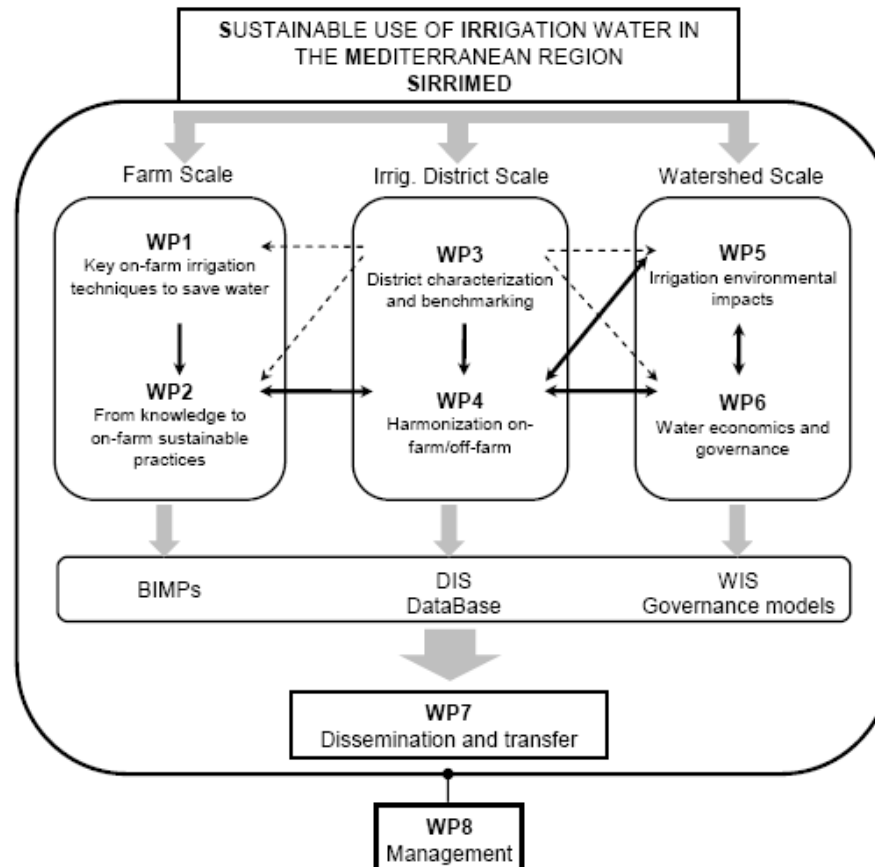 SUSTAINABLE USE OF IRRIGATION WATER IN
THE MEDITERRANEAN REGION
SIRRIMED
Farm Scale
Irrig. District Scale
Watershed Scale
WP1
Key on-farm irrigation
techniques to save water
WP2
From knowledge to
on-farm sustainable
practices
WP3
District characterization
and benchmarking
WP4
Harmonization on-
farm/off-farm
WP5
Irrigation environmental
impacts
WP6
Water economics and
governance
BIMPs
DIS
DataBase
WIS
Governance models
WP7
Dissemination and transfer
WP8
Management